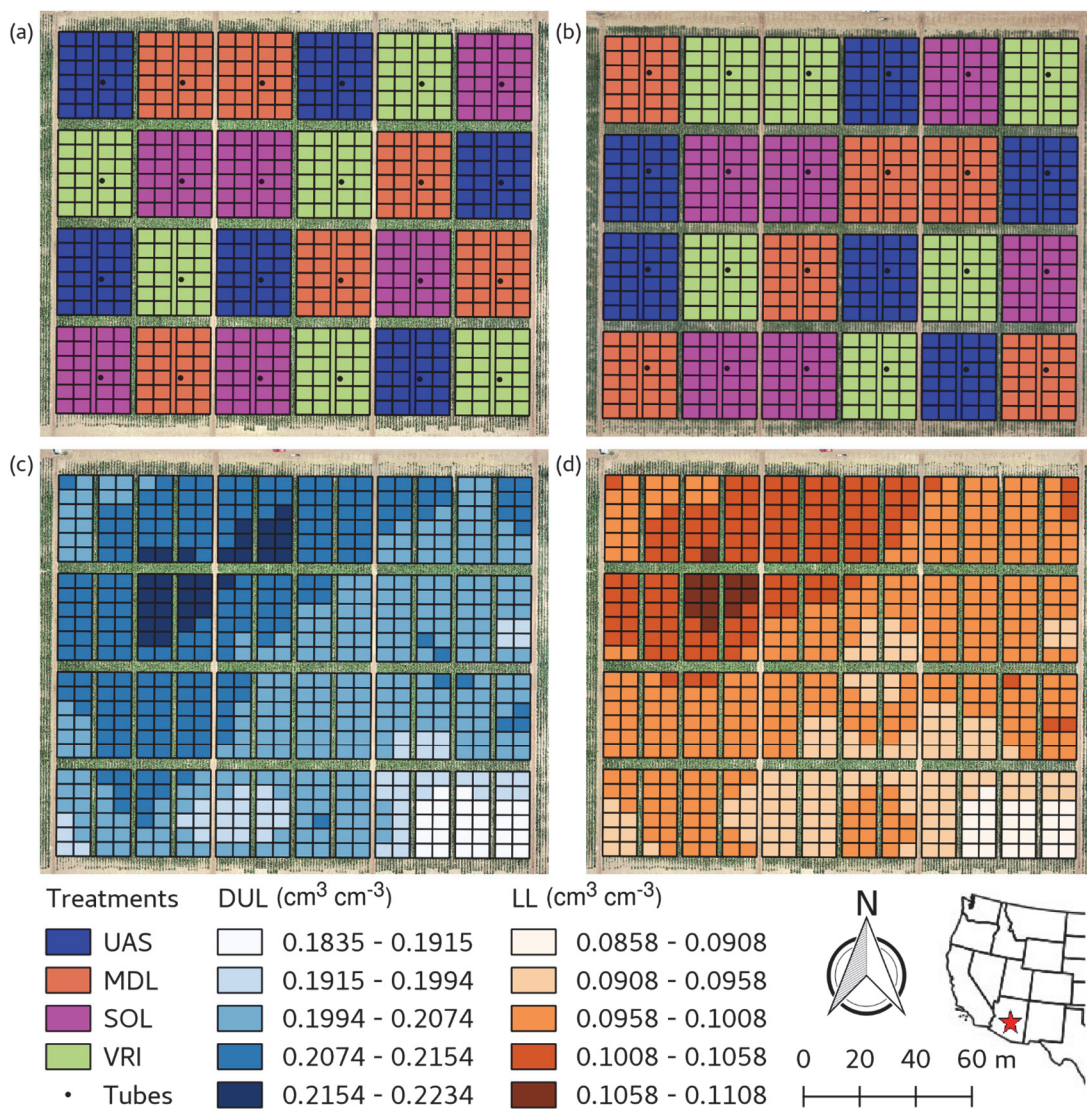 (a)
(b)
(c)
(d)
Treatments DUL (cm³ cm⁻³) LL (cm³ cm⁻³) N
UAS 0.1835 - 0.1915 0.0858 - 0.0908
MDL 0.1915 - 0.1994 0.0908 - 0.0958
SOL 0.1994 - 0.2074 0.0958 - 0.1008
VRI 0.2074 - 0.2154 0.1008 - 0.1058
Tubes 0.2154 - 0.2234 0.1058 - 0.1108
0 20 40 60 m